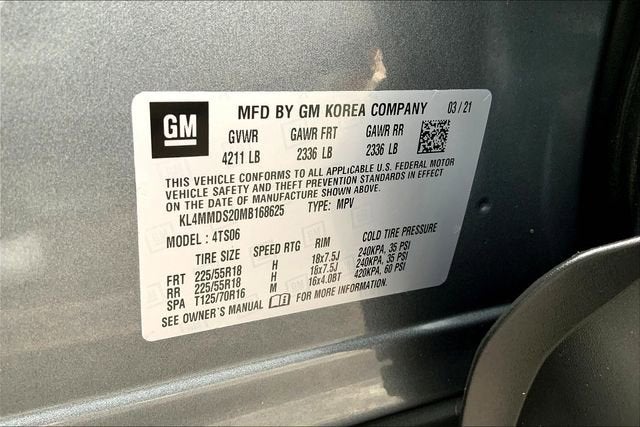 GM
MFD BY GM KOREA COMPANY 03/21
GVWR GAWR FRT GAWR RR
4211 LB 2336 LB 2336 LB
THIS VEHICLE CONFORMS TO ALL APPLICABLE U.S. FEDERAL MOTOR
VEHICLE SAFETY AND THEFT PREVENTION STANDARDS IN EFFECT
ON THE DATE OF MANUFACTURE SHOWN ABOVE.
KL4MMDS20MB168625 TYPE: MPV
MODEL: 4TS06
TIRE SIZE SPEED RTG RIM COLD TIRE PRESSURE
FRT 225/55R18 H 18x7.5J 240KPA, 35 PSI
RR 225/55R18 H 18x7.5J 240KPA, 35 PSI
SPA T125/70R16 M 16x4.0BT 420KPA, 60 PSI
SEE OWNER'S MANUAL FOR MORE INFORMATION.